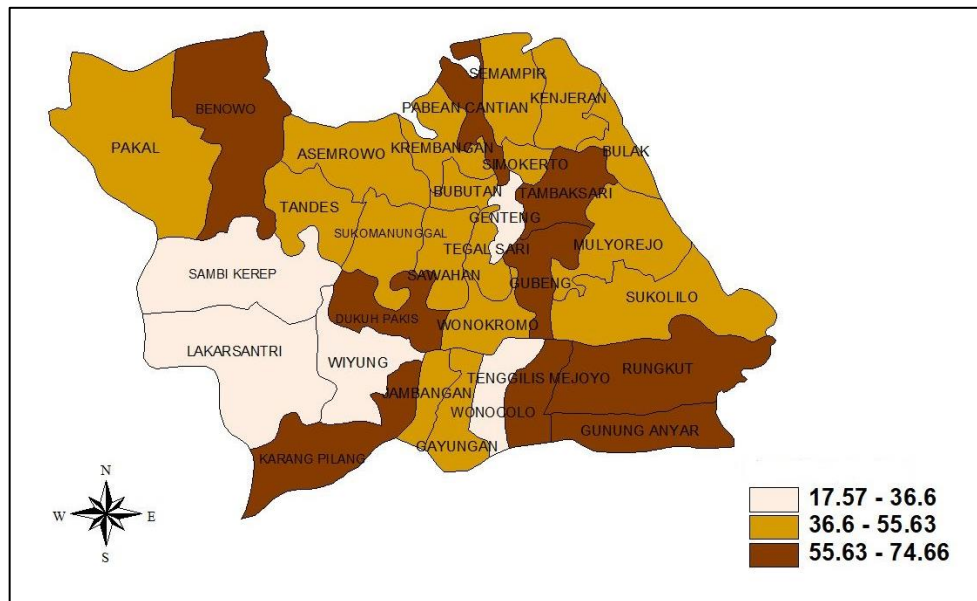 SEMAMPIR
KENJERAN
PABEAN CANTIAN
BENOWO
PAKAL
ASEMROWO
KREMBANGAN
SIMOKERTO
BULAK
BUBUTAN
TAMBAKSARI
TANDES
GENTENG
SUKOMANUNGGAL
TEGAL SARI
MULYOREJO
SAMBI KEREP
SAWAHAN
GUBENG
SUKOLILO
DUKUH PAKIS
WONOKROMO
LAKARSANTRI
WIYUNG
TENGGILIS MEJOYO
RUNGKUT
JAMBANGAN
WONOCOLO
GUNUNG ANYAR
GAYUNGAN
KARANG PILANG
N
W E
S
17.57 - 36.6
36.6 - 55.63
55.63 - 74.66